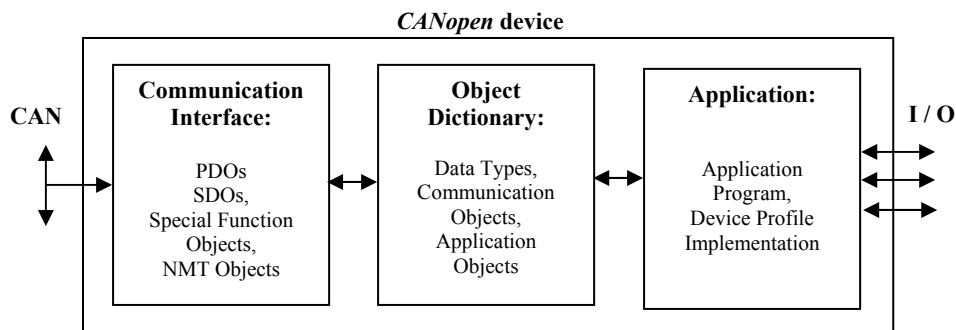 CANopen device
CAN
Communication
Interface:
PDOs
SDOs,
Special Function
Objects,
NMT Objects
Object
Dictionary:
Data Types,
Communication
Objects,
Application
Objects
Application:
Application
Program,
Device Profile
Implementation
I / O